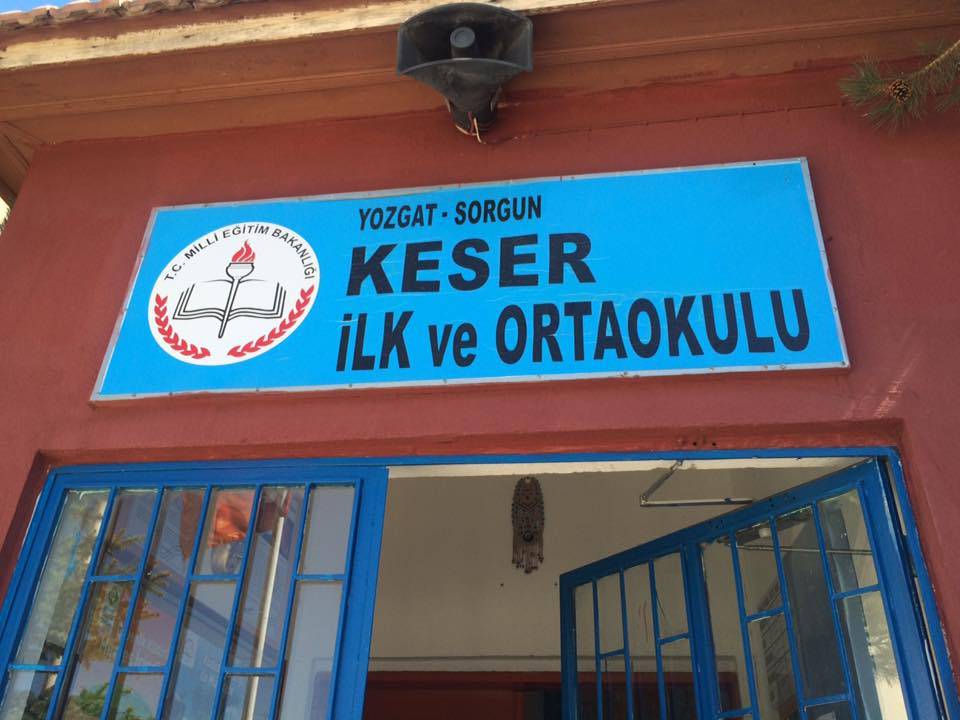 T.C. MİLLİ EĞİTİM BAKANLIĞI
YOZGAT - SORGUN
KESER
İLK ve ORTAOKULU